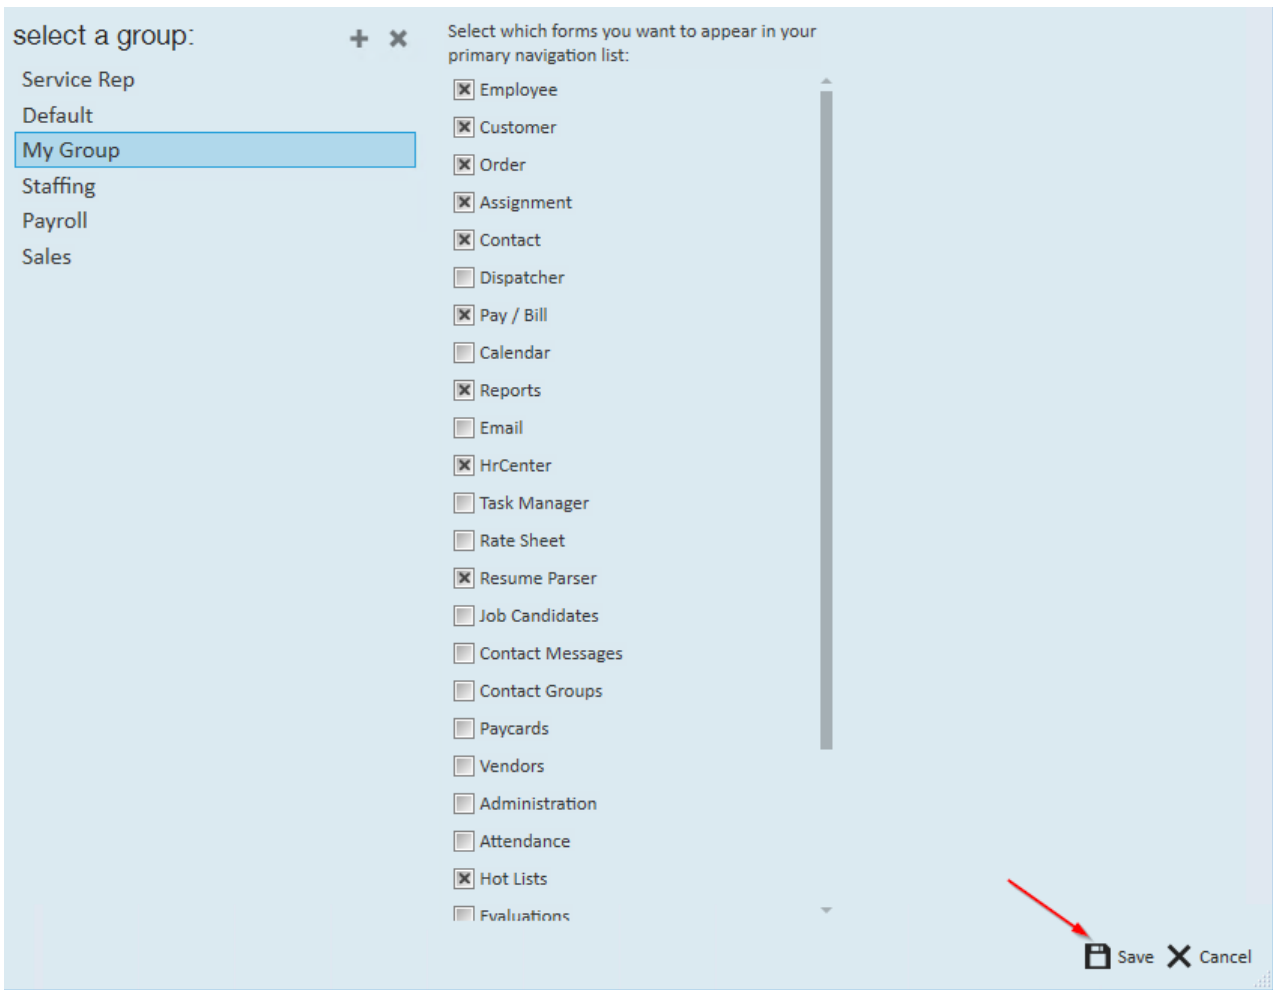 select a group:
Service Rep
Default
My Group
Staffing
Payroll
Sales
Select which forms you want to appear in your
primary navigation list:
Employee
Customer
Order
Assignment
Contact
Dispatcher
Pay / Bill
Calendar
Reports
Email
HrCenter
Task Manager
Rate Sheet
Resume Parser
Job Candidates
Contact Messages
Contact Groups
Paycards
Vendors
Administration
Attendance
Hot Lists
Evaluations
Save
Cancel